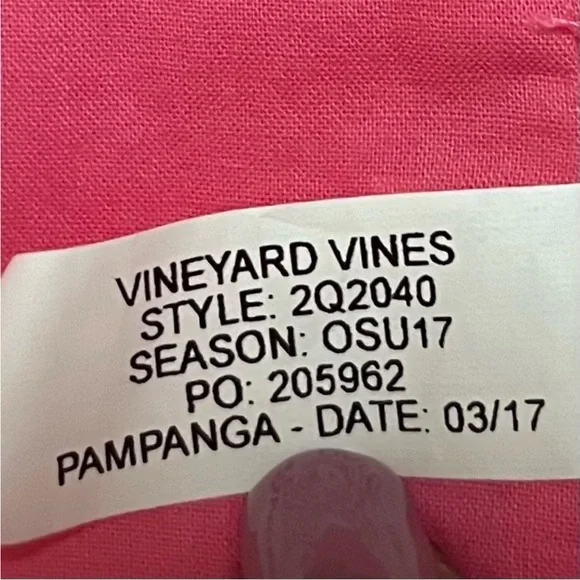 VINEYARD VINES
STYLE: 2Q2040
SEASON: OSU17
PO: 205962
PAMPANGA - DATE: 03/17